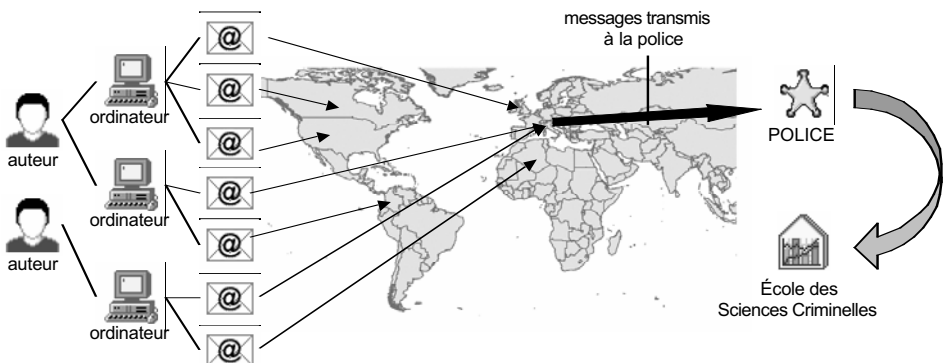 messages transmis
à la police
auteur
ordinateur
@
@
@
POLICE
auteur
ordinateur
@
@
ordinateur
@
@
École des
Sciences Criminelles